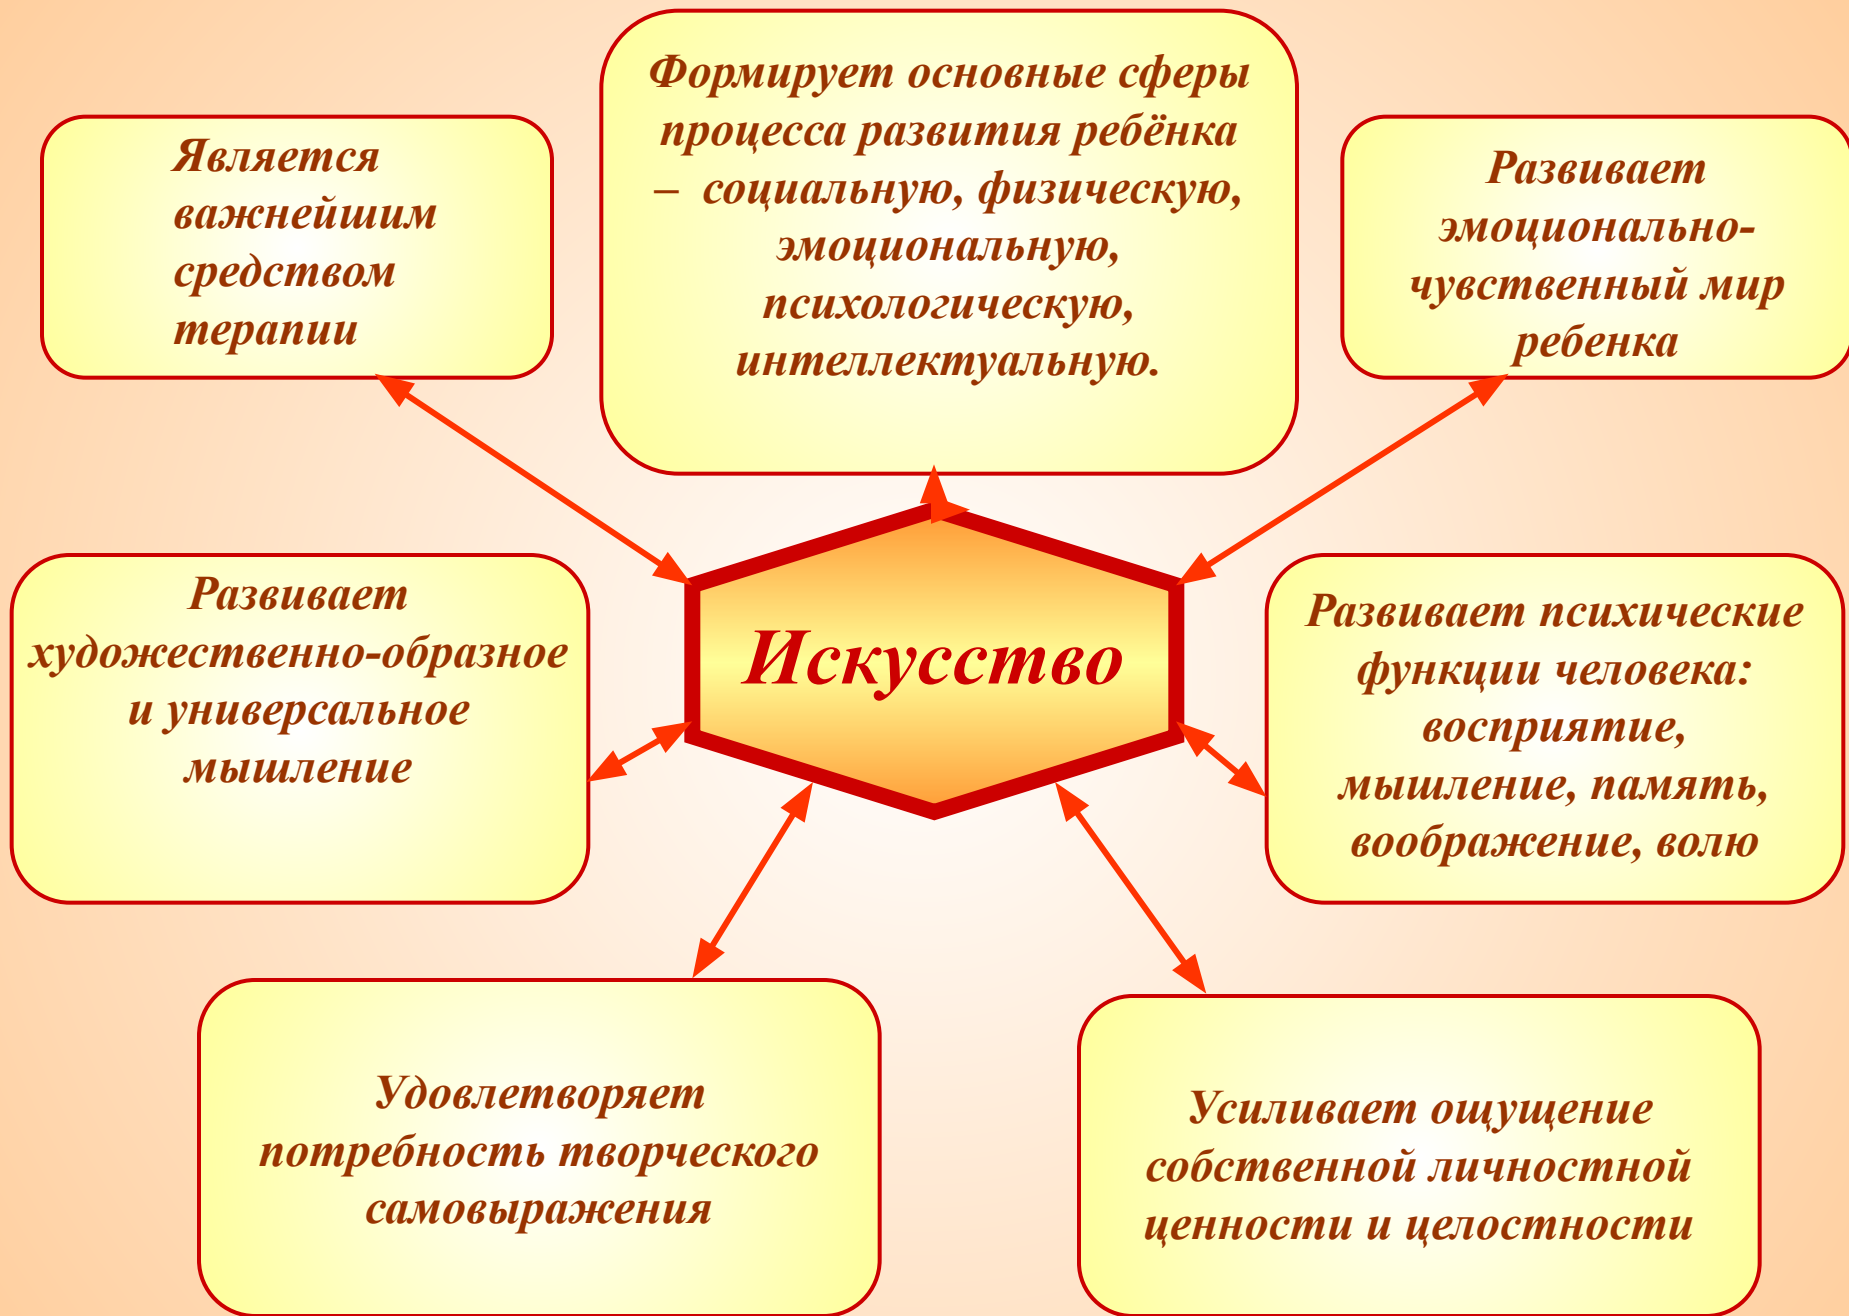 Является
важнейшим
средством
терапии
Формирует основные сферы
процесса развития ребёнка
– социальную, физическую,
эмоциональную,
психологическую,
интеллектуальную.
Развивает
эмоционально-
чувственный мир
ребенка
Развивает
художественно-образное
и универсальное
мышление
Искусство
Развивает психические
функции человека:
восприятие,
мышление, память,
воображение, волю
Удовлетворяет
потребность творческого
самовыражения
Усиливает ощущение
собственной личностной
ценности и целостности